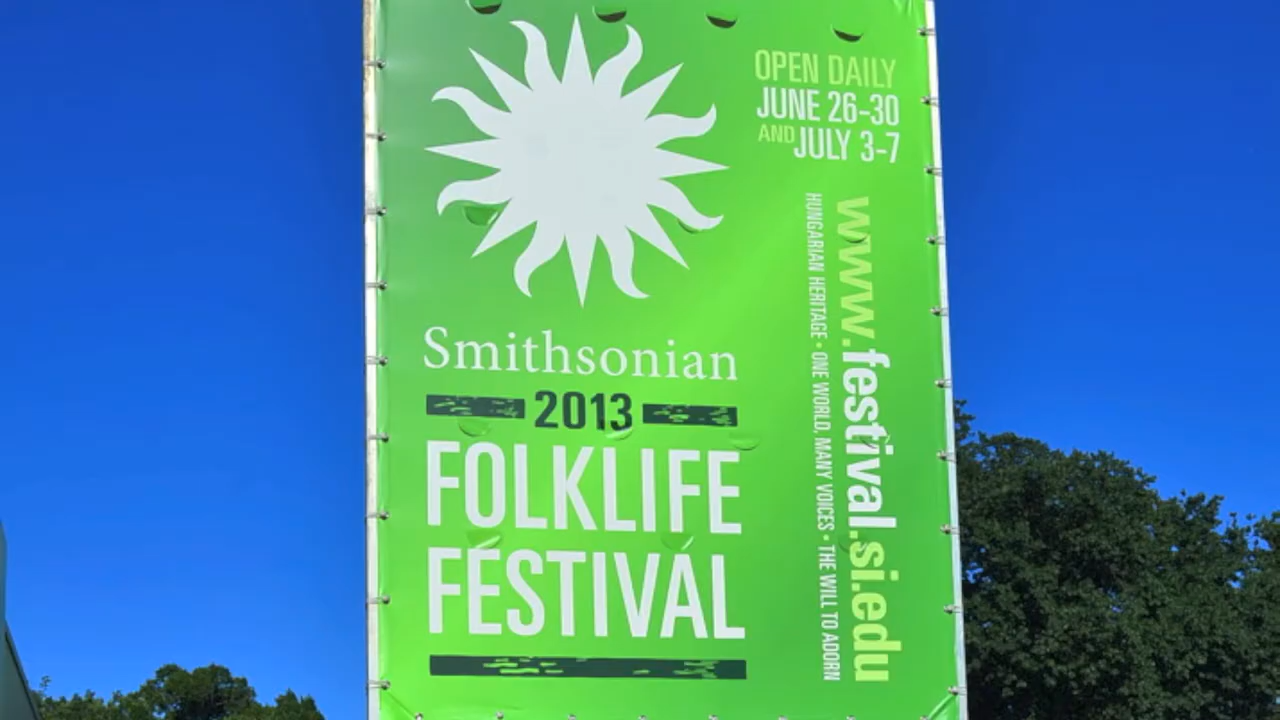 OPEN DAILY
JUNE 26-30
AND JULY 3-7
Smithsonian
2013
FOLKLIFE
FESTIVAL
www.festival.si.edu
HUNGARIAN HERITAGE • ONE WORLD, MANY VOICES • THE WILL TO ADORN